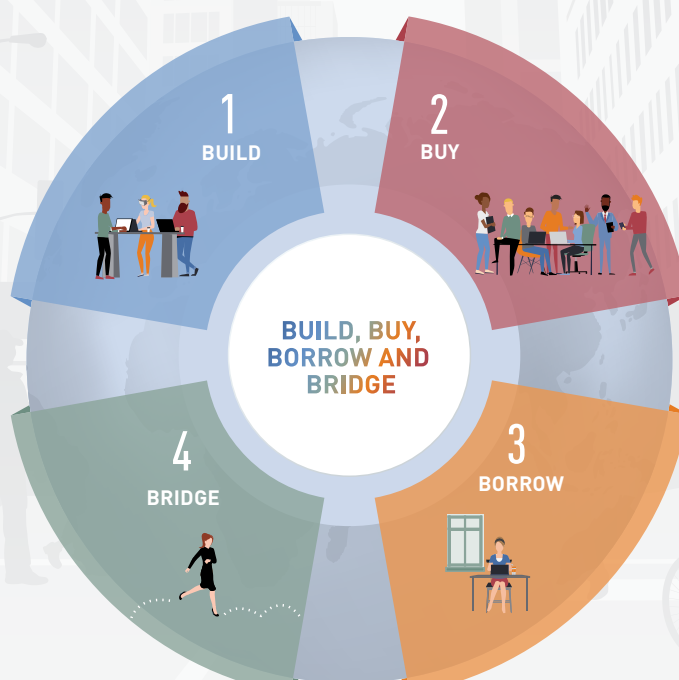 1
BUILD
2
BUY
BUILD, BUY,
BORROW AND
BRIDGE
4
BRIDGE
3
BORROW